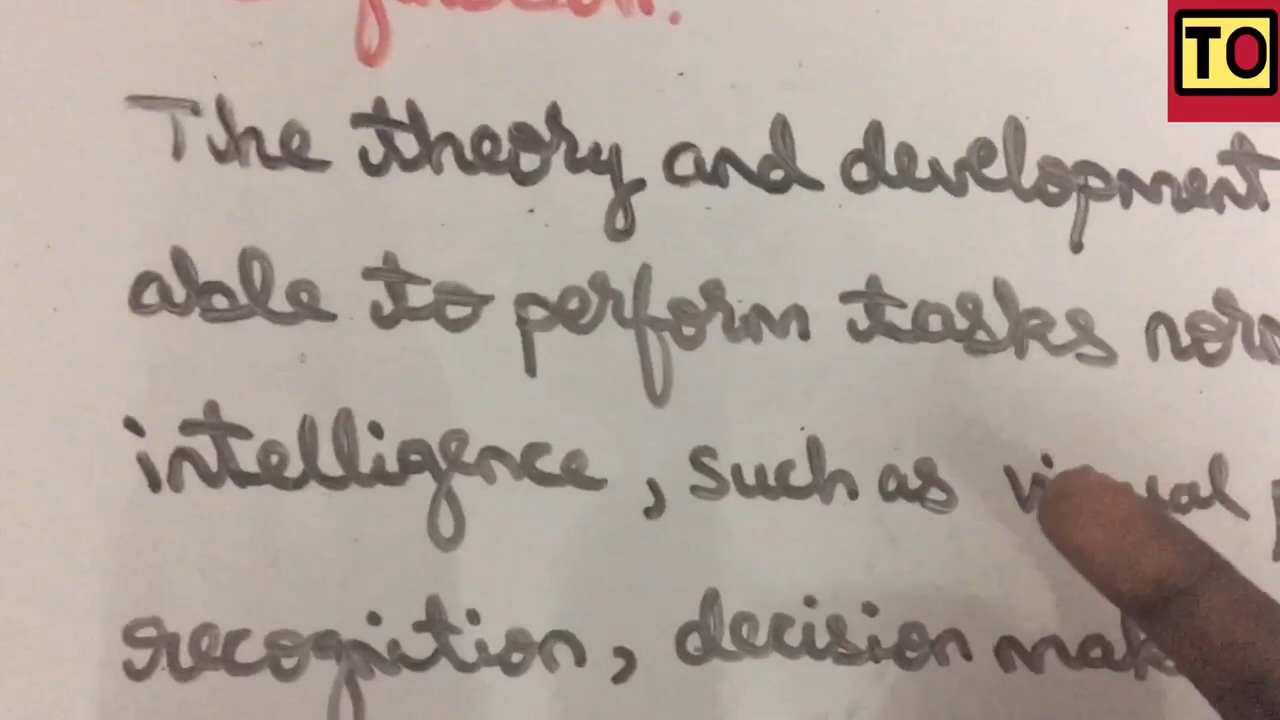 TO
The theory and development
able to perform tasks
intelligence, such as
recognition, decision